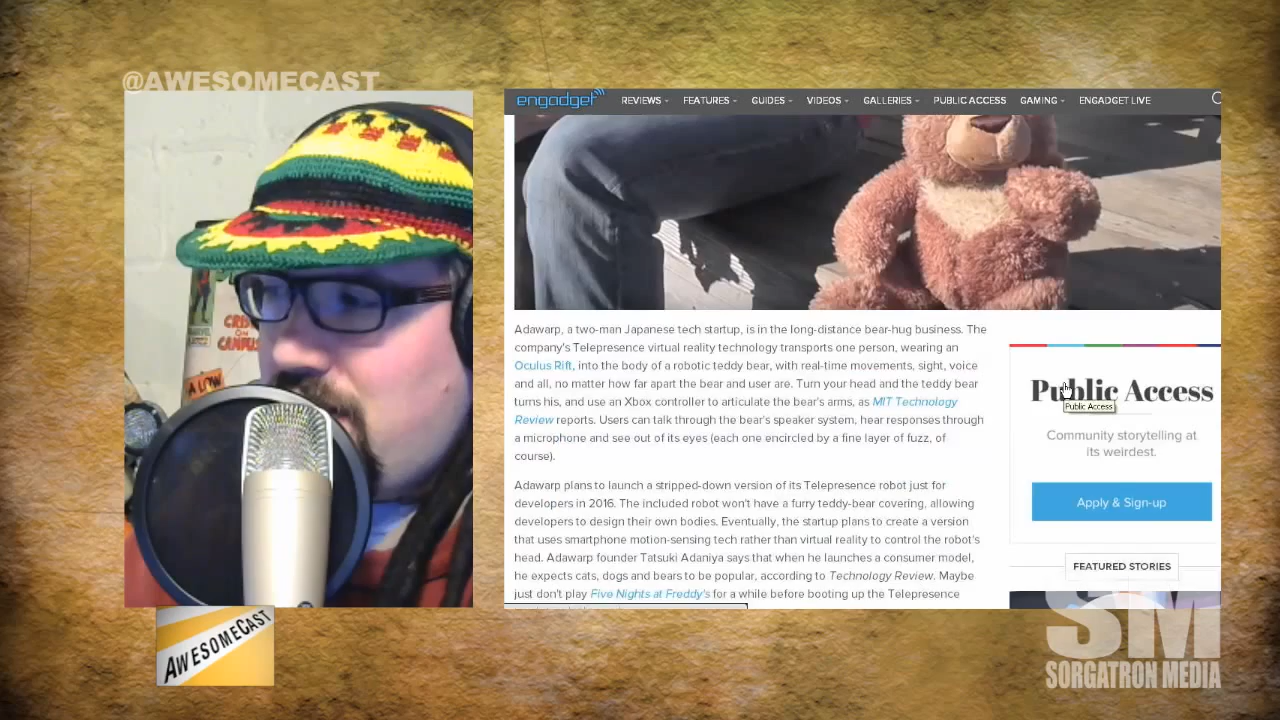 @AWESOMECAST
engadget
REVIEWS
FEATURES
GUIDES
VIDEOS
GALLERIES
PUBLIC ACCESS
GAMING
ENGADGET LIVE
MARVEL
CAMPUS
A LOW
Adawarp, a two-man Japanese tech startup, is in the long-distance bear-hug business. The
company's Telepresence virtual reality technology transports one person, wearing an
Oculus Rift, into the body of a robotic teddy bear, with real-time movements, sight, voice
and all, no matter how far apart the bear and user are. Turn your head and the teddy bear
turns his, and use an Xbox controller to articulate the bear's arms, as MIT Technology
Review reports. Users can talk through the bear's speaker system, hear responses through
a microphone and see out of its eyes (each one encircled by a fine layer of fuzz, of
course).
Adawarp plans to launch a stripped-down version of its Telepresence robot just for
developers in 2016. The included robot won't have a furry teddy-bear covering, allowing
developers to design their own bodies. Eventually, the startup plans to create a version
that uses smartphone motion-sensing tech rather than virtual reality to control the robot's
head. Adawarp founder Tatsuki Adaniya says that when he launches a consumer model,
he expects cats, dogs and bears to be popular, according to Technology Review. Maybe
just don't play Five Nights at Freddy's for a while before booting up the Telepresence
Public Access
Public Access
Community storytelling at
its weirdest.
Apply & Sign-up
FEATURED STORIES
AWESOMECAST
SM
SORGATRON MEDIA